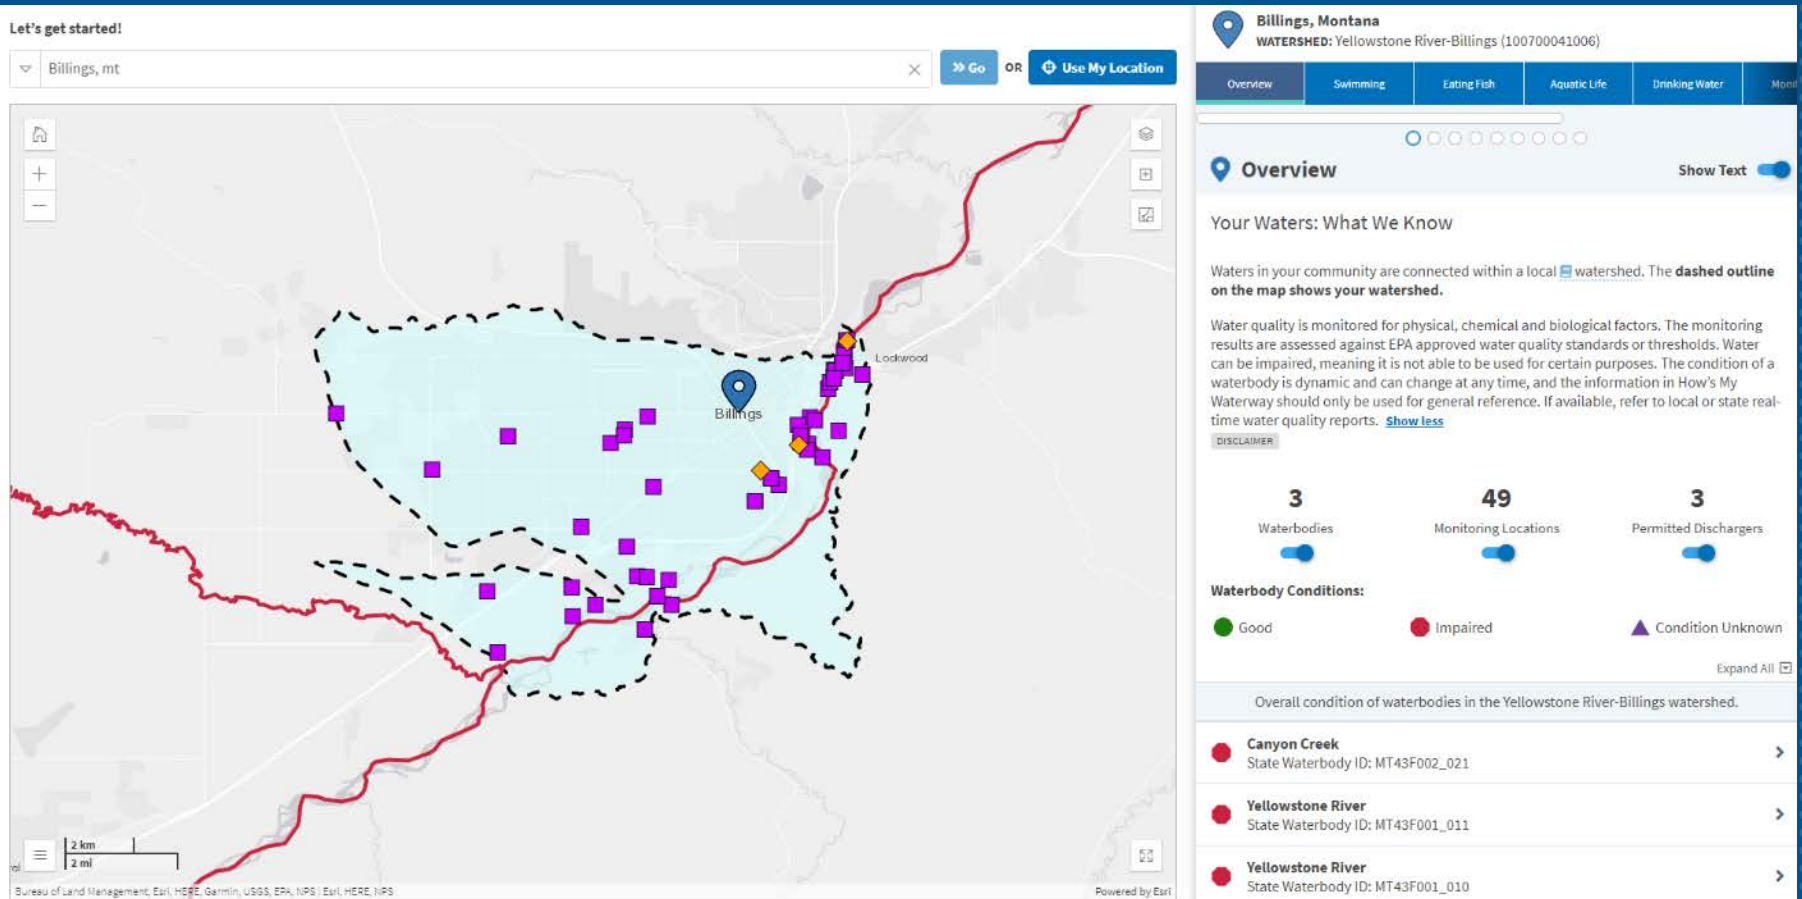 Let's get started!
Billings, mt
Go
OR
Use My Location
Lockwood
Billings
2 km
2 mi
Bureau of Land Management, Esri, HERE, Garmin, USGS, EPA, NPS | Esri, HERE, NPS
Powered by Esri
Billings, Montana
WATERSHED: Yellowstone River-Billings (100700041006)
Overview
Swimming
Eating Fish
Aquatic Life
Drinking Water
Overview
Show Text
Your Waters: What We Know
Waters in your community are connected within a local watershed. The dashed outline
on the map shows your watershed.
Water quality is monitored for physical, chemical and biological factors. The monitoring
results are assessed against EPA approved water quality standards or thresholds. Water
can be impaired, meaning it is not able to be used for certain purposes. The condition of a
waterbody is dynamic and can change at any time, and the information in How's My
Waterway should only be used for general reference. If available, refer to local or state real-
time water quality reports. Show less
DISCLAIMER
3
Waterbodies
49
Monitoring Locations
3
Permitted Dischargers
Waterbody Conditions:
Good
Impaired
Condition Unknown
Expand All
Overall condition of waterbodies in the Yellowstone River-Billings watershed.
Canyon Creek
State Waterbody ID: MT43F002_021
Yellowstone River
State Waterbody ID: MT43F001_011
Yellowstone River
State Waterbody ID: MT43F001_010